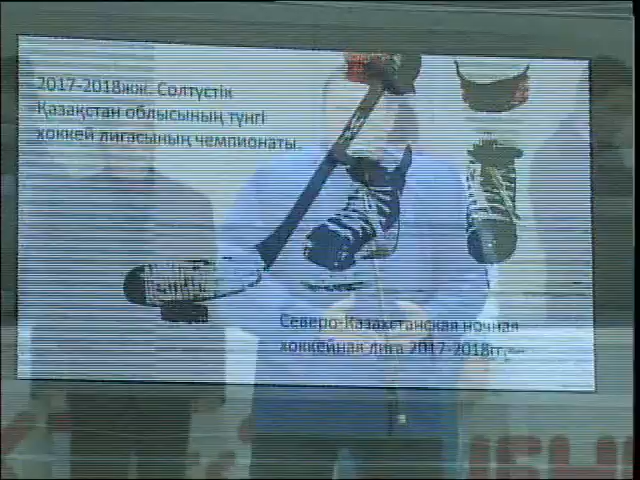 2017-2018жж. Солтүстік
Қазақстан облысының түнгі
хоккей лигасының чемпионаты.
Северо-Казахстанская ночная
хоккейная лига 2017-2018гг.